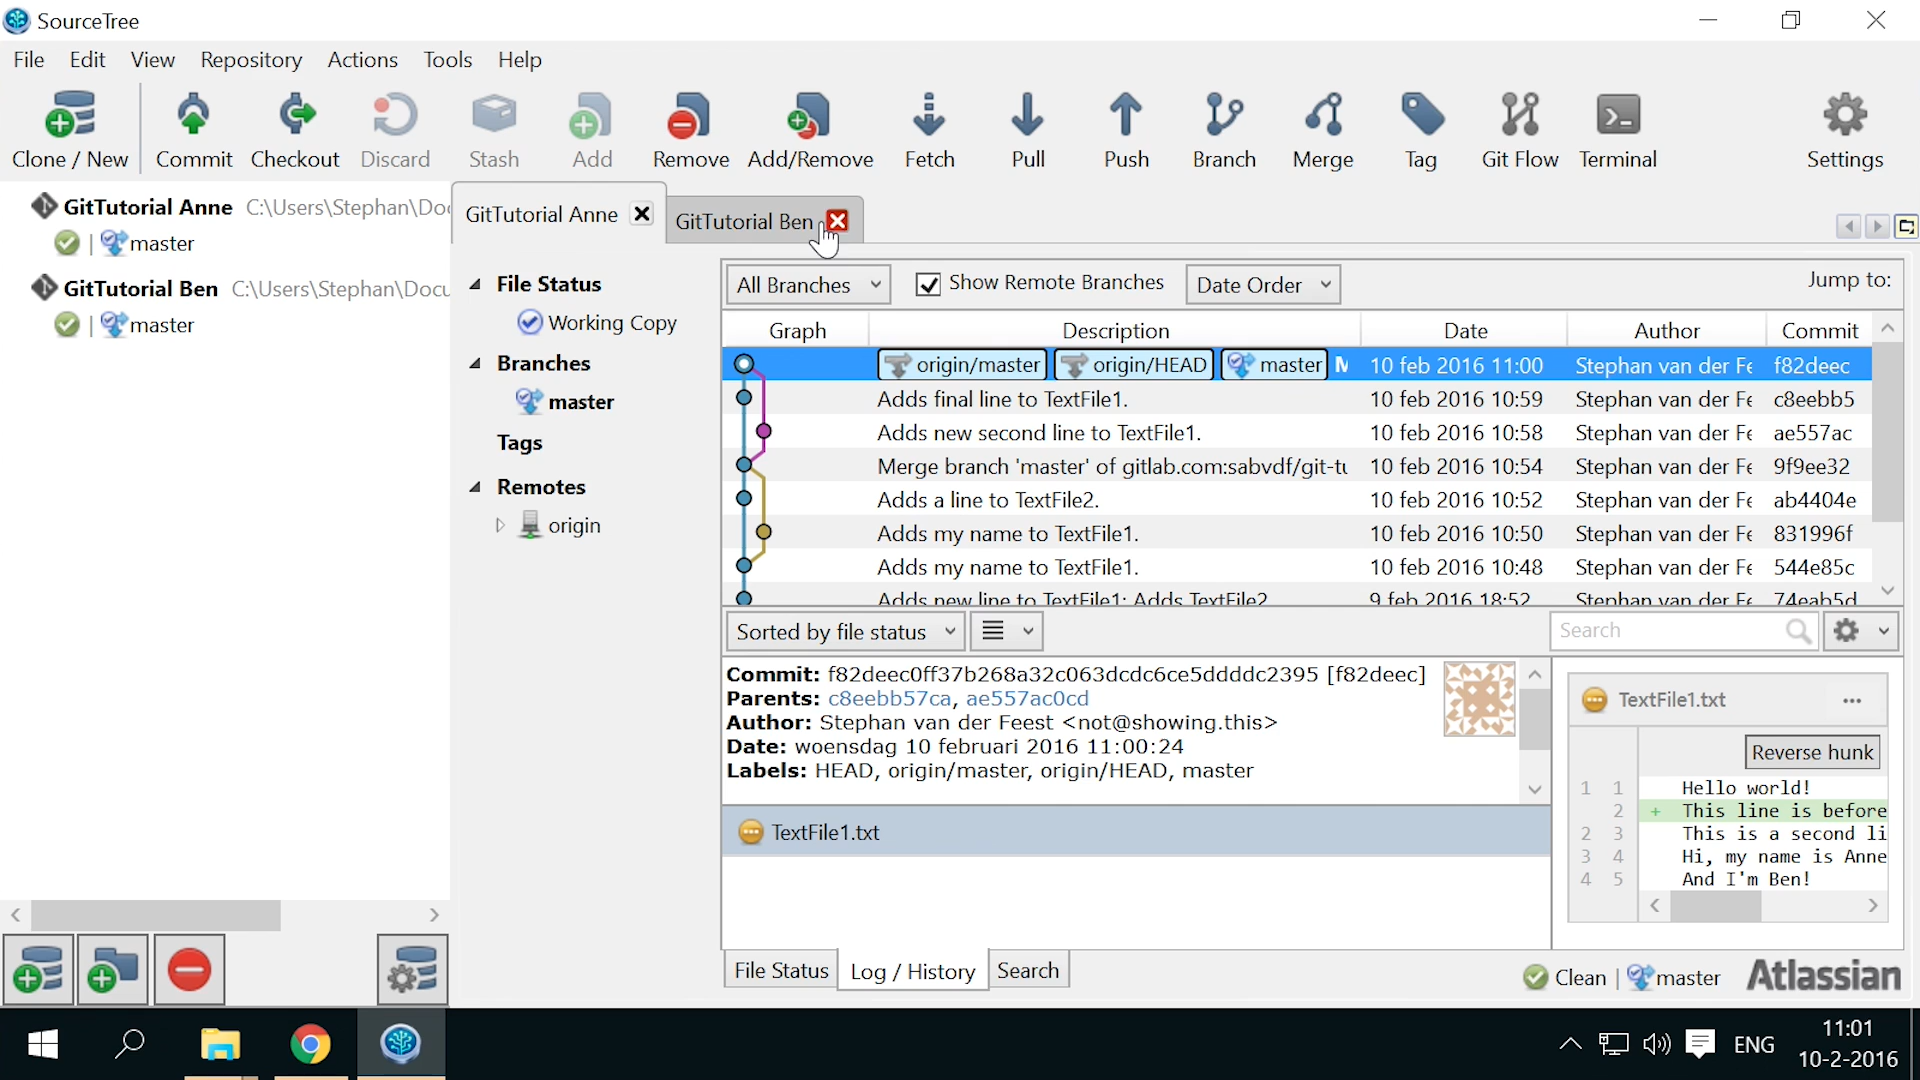 SourceTree
File Edit View Repository Actions Tools Help
Clone / New Commit Checkout Discard Stash Add Remove Add/Remove Fetch Pull Push Branch Merge Tag Git Flow Terminal Settings
GitTutorial Anne C:\Users\Stephan\Do
master
GitTutorial Ben C:\Users\Stephan\Docu
master
GitTutorial Anne GitTutorial Ben
File Status
Working Copy
Branches
master
Tags
Remotes
origin
All Branches Show Remote Branches Date Order Jump to:
Graph Description Date Author Commit
origin/master origin/HEAD master M 10 feb 2016 11:00 Stephan van der Fe f82deec
Adds final line to TextFile1. 10 feb 2016 10:59 Stephan van der Fe c8eebb5
Adds new second line to TextFile1. 10 feb 2016 10:58 Stephan van der Fe ae557ac
Merge branch 'master' of gitlab.com:sabvdf/git-tu 10 feb 2016 10:54 Stephan van der Fe 9f9ee32
Adds a line to TextFile2. 10 feb 2016 10:52 Stephan van der Fe ab4404e
Adds my name to TextFile1. 10 feb 2016 10:50 Stephan van der Fe 831996f
Adds my name to TextFile1. 10 feb 2016 10:48 Stephan van der Fe 544e85c
Adds new line to TextFile1; Adds TextFile2 9 feb 2016 18:52 Stephan van der Fe 74eab5d
Sorted by file status Search
Commit: f82deec0ff37b268a32c063dcdc6ce5ddddc2395 [f82deec]
Parents: c8eebb57ca, ae557ac0cd
Author: Stephan van der Feest <not@showing.this>
Date: woensdag 10 februari 2016 11:00:24
Labels: HEAD, origin/master, origin/HEAD, master
TextFile1.txt
TextFile1.txt ...
Reverse hunk
1 1 Hello world!
2 + This line is before
2 3 This is a second li
3 4 Hi, my name is Anne
4 5 And I'm Ben!
File Status Log / History Search
Clean master Atlassian
ENG
11:01
10-2-2016